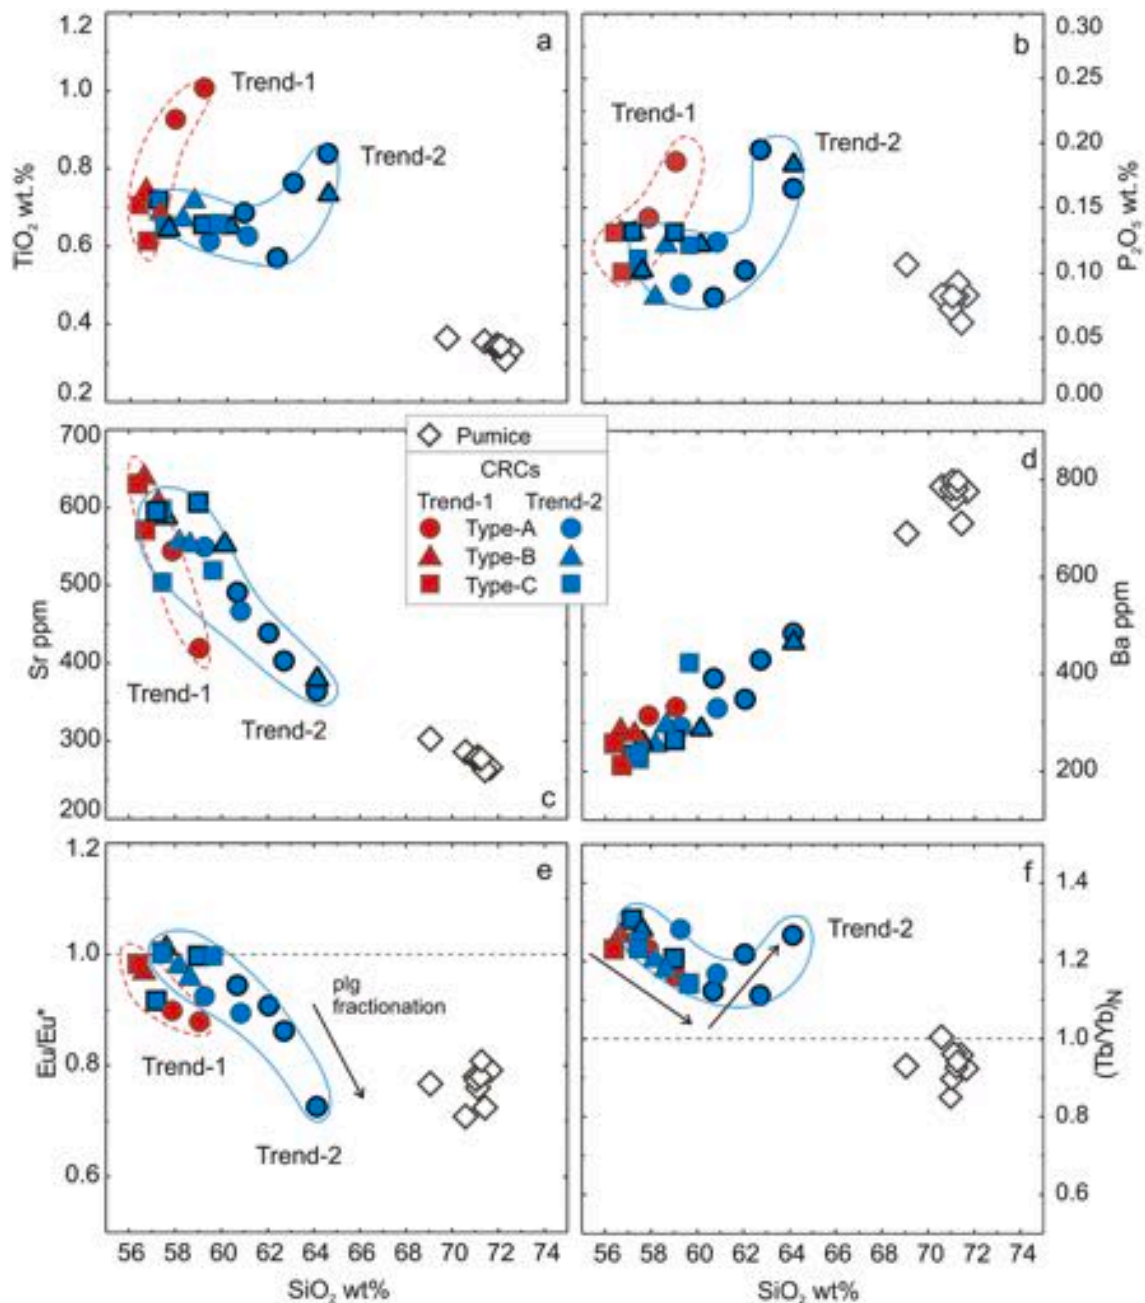 1.2
1.0
0.8
0.6
0.4
0.2
TiO2 wt.%
a
Trend-1
Trend-2
b
Trend-1
Trend-2
0.30
0.25
0.20
0.15
0.10
0.05
0.00
P2O5 wt.%
700
600
500
400
300
200
Sr ppm
Trend-1
Trend-2
c
Pumice
CRCs
Trend-1 Trend-2
Type-A
Type-B
Type-C
d
800
600
400
200
Ba ppm
1.2
1.0
0.8
0.6
Eu/Eu*
e
plg
fractionation
Trend-1
Trend-2
f
Trend-2
1.4
1.2
1.0
0.8
0.6
(Tb/Yb)N
56 58 60 62 64 66 68 70 72 74
SiO2 wt%
56 58 60 62 64 66 68 70 72 74
SiO2 wt%